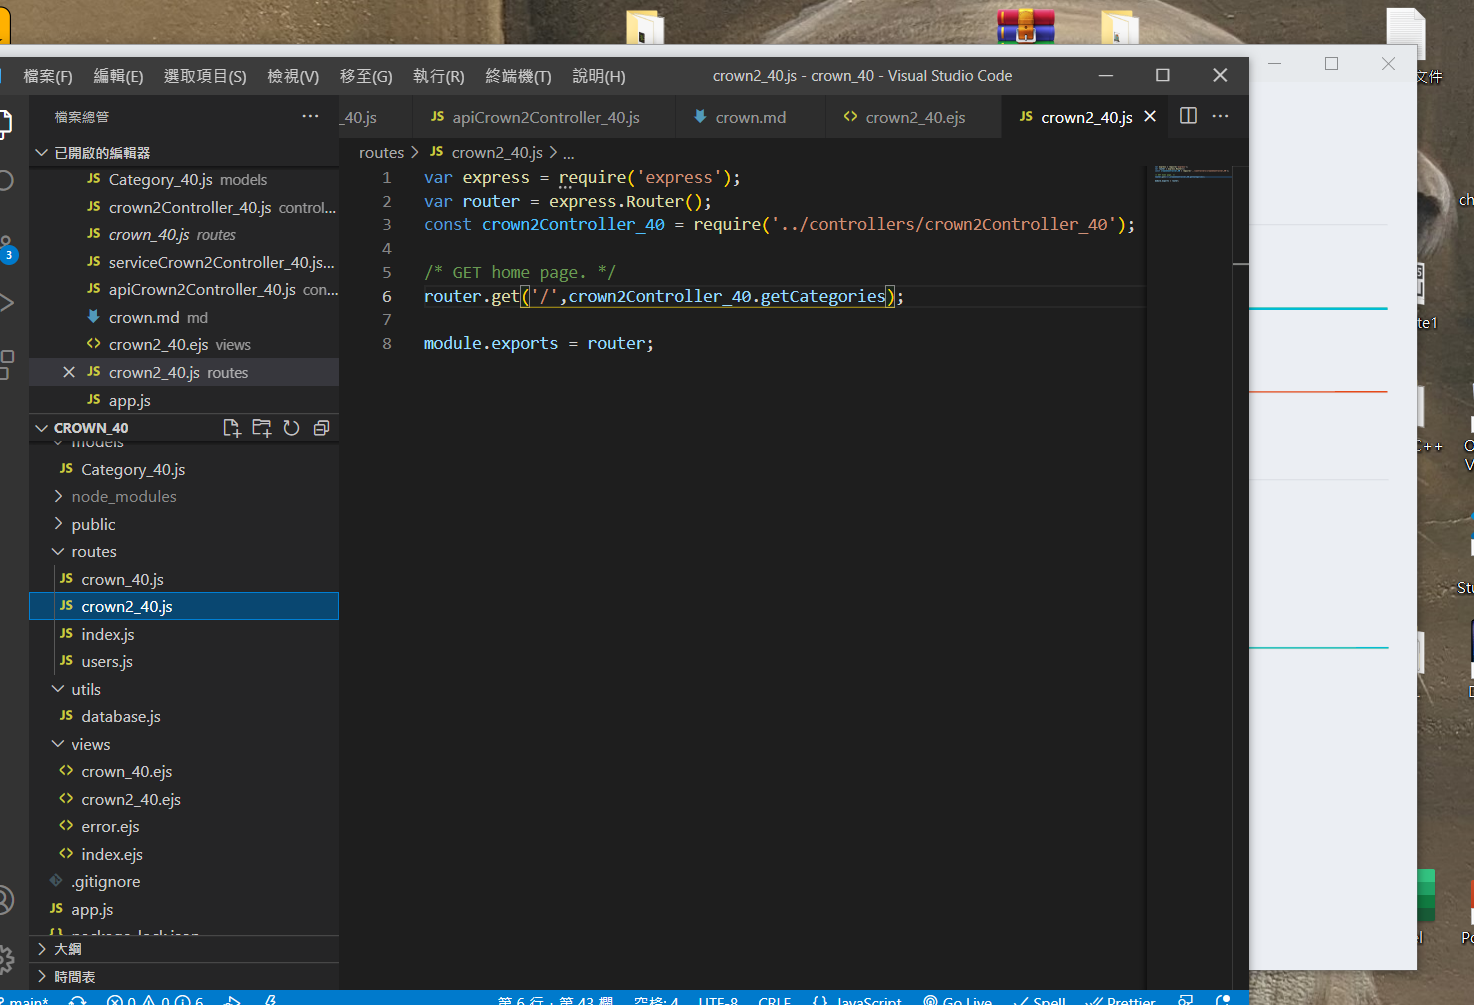 檔案(F) 編輯(E) 選取項目(S) 檢視(V) 移至(G) 執行(R) 終端機(T) 說明(H) crown2_40.js - crown_40 - Visual Studio Code
文件
檔案總管
_40.js apiCrown2Controller_40.js crown.md crown2_40.ejs crown2_40.js
已開啟的編輯器
routes > crown2_40.js > ...
JS Category_40.js models
JS crown2Controller_40.js control...
JS crown_40.js routes
JS serviceCrown2Controller_40.js...
JS apiCrown2Controller_40.js con...
crown.md md
crown2_40.ejs views
JS crown2_40.js routes
JS app.js
3
1 var express = require('express');
2 var router = express.Router();
3 const crown2Controller_40 = require('../controllers/crown2Controller_40');
4
5 /* GET home page. */
6 router.get('/',crown2Controller_40.getCategories);
7
8 module.exports = router;
CROWN_40
models
JS Category_40.js
node_modules
public
routes
JS crown_40.js
JS crown2_40.js
JS index.js
JS users.js
utils
JS database.js
views
crown_40.ejs
crown2_40.ejs
error.ejs
index.ejs
.gitignore
JS app.js
package-lock.json
大綱
時間表
main* 0 0 6 第 6 行，第 43 欄 空格: 4 UTF-8 CRLF {} JavaScript Go Live Spell Prettier
ch
te1
C++